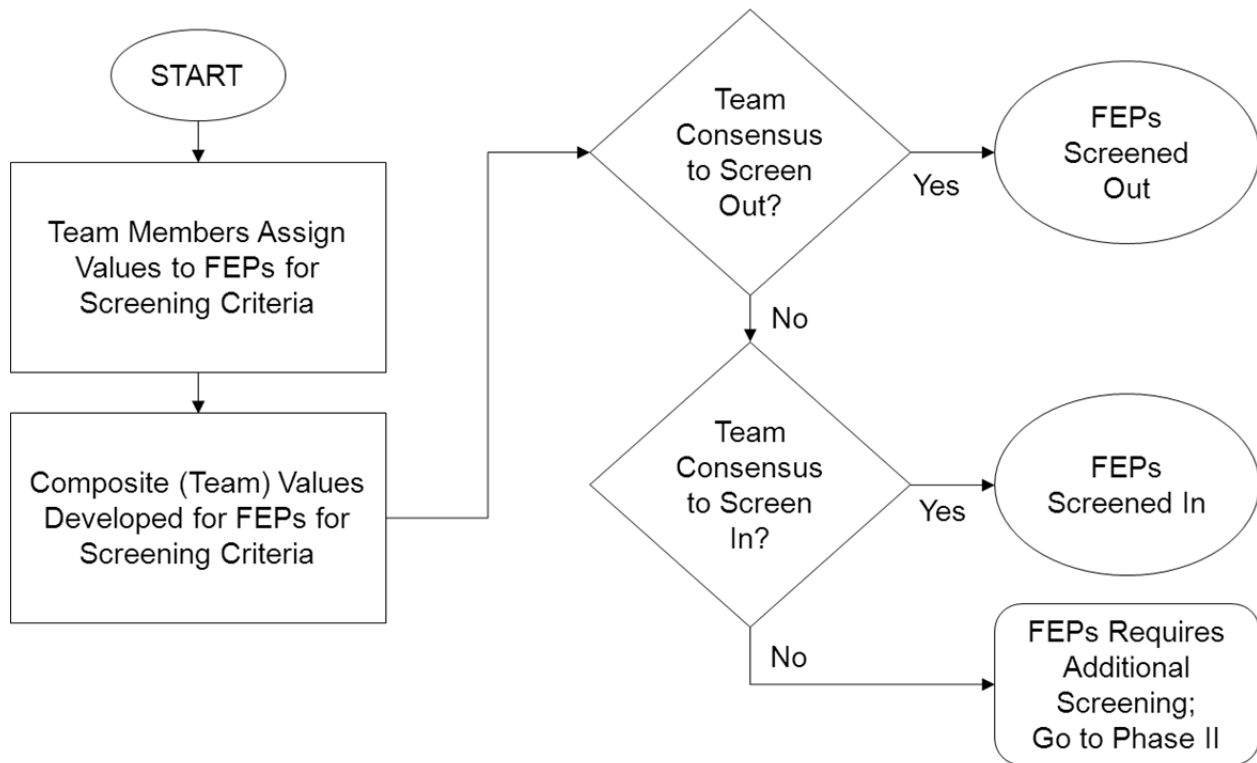 START
Team Members Assign
Values to FEPs for
Screening Criteria
Composite (Team) Values
Developed for FEPs for
Screening Criteria
Team
Consensus
to Screen
Out?
Yes
FEPs
Screened
Out
No
Team
Consensus
to Screen
In?
Yes
FEPs
Screened In
No
FEPs Requires
Additional
Screening;
Go to Phase II